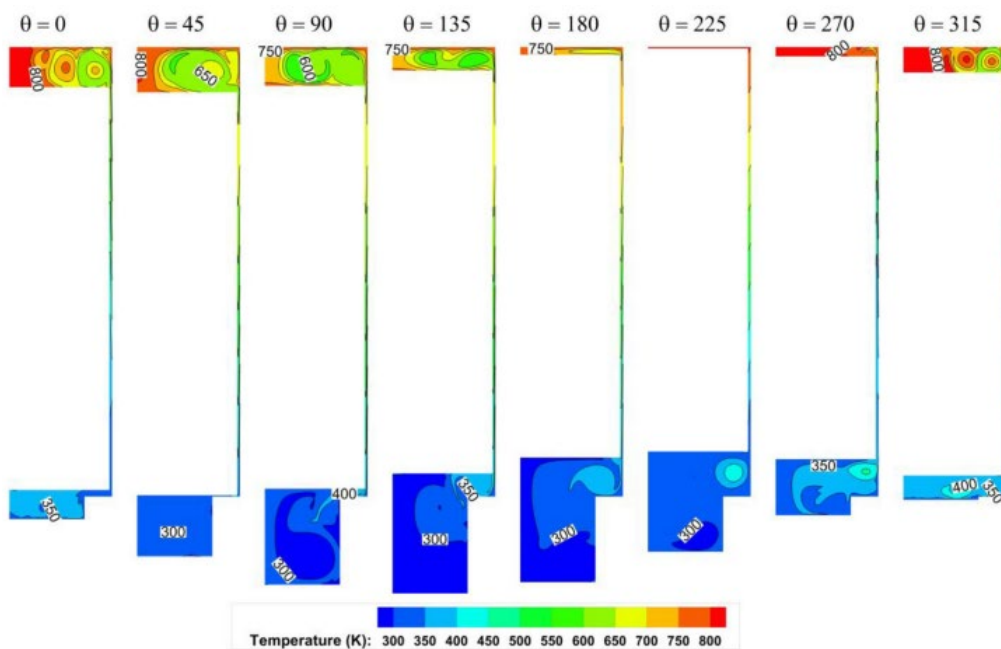 θ = 0 θ = 45 θ = 90 θ = 135 θ = 180 θ = 225 θ = 270 θ = 315
800 800 650 750 600 750 750 800 800
350 300 400 300 350 300 300 350 400 350
Temperature (K): 300 350 400 450 500 550 600 650 700 750 800